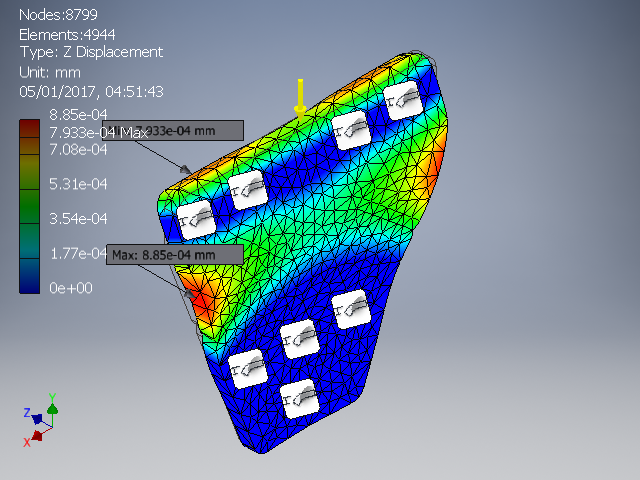 Nodes:8799
Elements:4944
Type: Z Displacement
Unit: mm
05/01/2017, 04:51:43
8.85e-04
7.933e-04 Max
933e-04 mm
7.08e-04
5.31e-04
3.54e-04
1.77e-04
Max: 8.85e-04 mm
0e+00
Y
Z
X